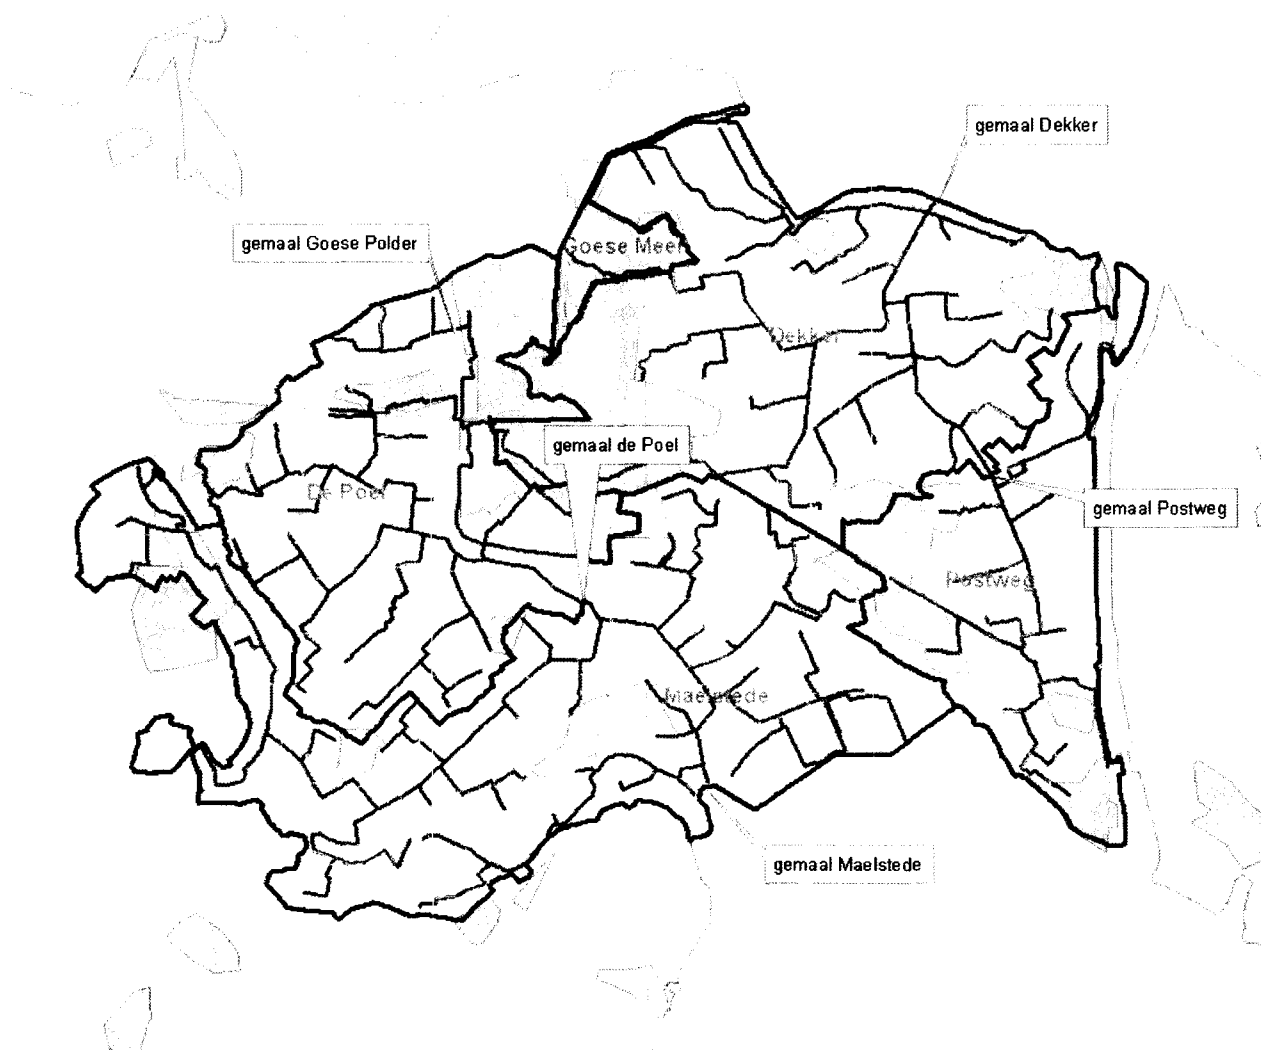 gemaal Dekker
gemaal Goese Polder
Goese Meer
Dekker
gemaal de Poel
De Poel
gemaal Postweg
Postweg
Maelstede
gemaal Maelstede